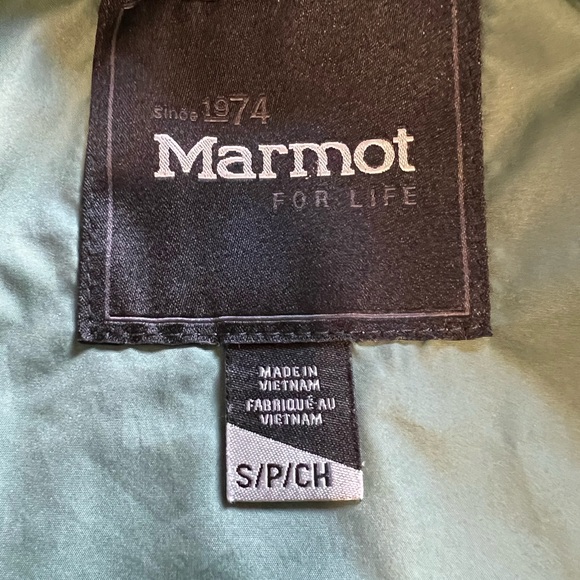 since 1974
Marmot
FOR LIFE
MADE IN
VIETNAM
FABRIQUÉ AU
VIETNAM
S/P/CH